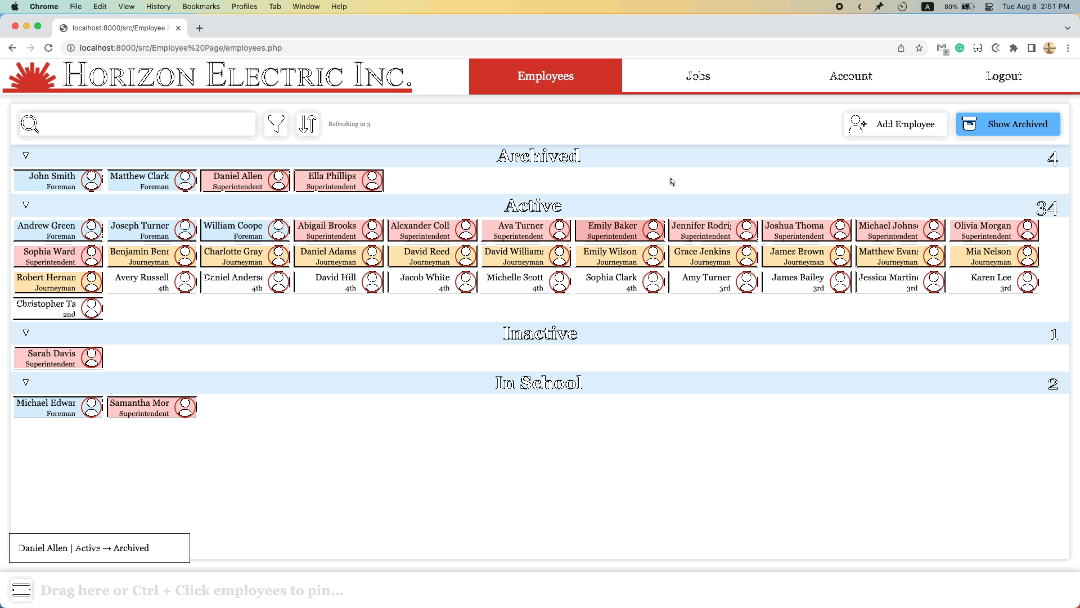 Chrome File Edit View History Bookmarks Profiles Tab Window Help A 80% Tue Aug 8 2:51 PM
localhost:8000/src/Employee
localhost:8000/src/Employee%20Page/employees.php
HORIZON ELECTRIC INC. Employees Jobs Account Logout
Refreshing in 3 Add Employee Show Archived
Archived 4
John Smith Matthew Clark Daniel Allen Ella Phillips
Foreman Foreman Superintendent Superintendent
Active 34
Andrew Green Joseph Turner William Coope Abigail Brooks Alexander Coll Ava Turner Emily Baker Jennifer Rodri Joshua Thoma Michael Johns Olivia Morgan
Foreman Foreman Foreman Superintendent Superintendent Superintendent Superintendent Superintendent Superintendent Superintendent Superintendent
Sophia Ward Benjamin Bent Charlotte Gray Daniel Adams David Reed David William Emily Wilson Grace Jenkins James Brown Matthew Evan Mia Nelson
Superintendent Journeyman Journeyman Journeyman Journeyman Journeyman Journeyman Journeyman Journeyman Journeyman Journeyman
Robert Hernan Avery Russell Daniel Anders David Hill Jacob White Michelle Scott Sophia Clark Amy Turner James Bailey Jessica Martin Karen Lee
Journeyman 4th 4th 4th 4th 4th 4th 3rd 3rd 3rd 3rd
Christopher Ta
2nd
Inactive 1
Sarah Davis
Superintendent
In School 2
Michael Edwar Samantha Mor
Foreman Superintendent
Daniel Allen | Active → Archived
Drag here or Ctrl + Click employees to pin...